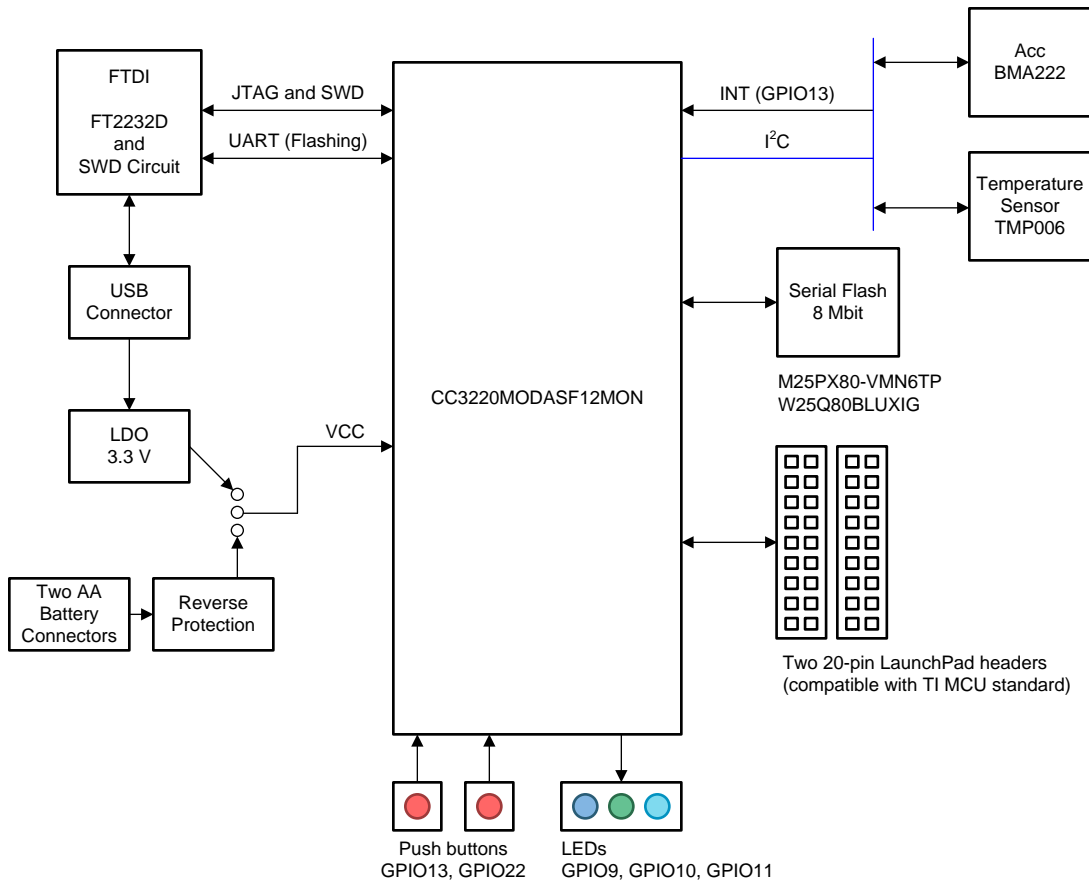 FTDI
FT2232D
and
SWD Circuit
JTAG and SWD
UART (Flashing)
USB
Connector
LDO
3.3 V
VCC
Two AA
Battery
Connectors
Reverse
Protection
CC3220MODASF12MON
INT (GPIO13)
I²C
Acc
BMA222
Temperature
Sensor
TMP006
Serial Flash
8 Mbit
M25PX80-VMN6TP
W25Q80BLUXIG
Two 20-pin LaunchPad headers
(compatible with TI MCU standard)
Push buttons
GPIO13, GPIO22
LEDs
GPIO9, GPIO10, GPIO11